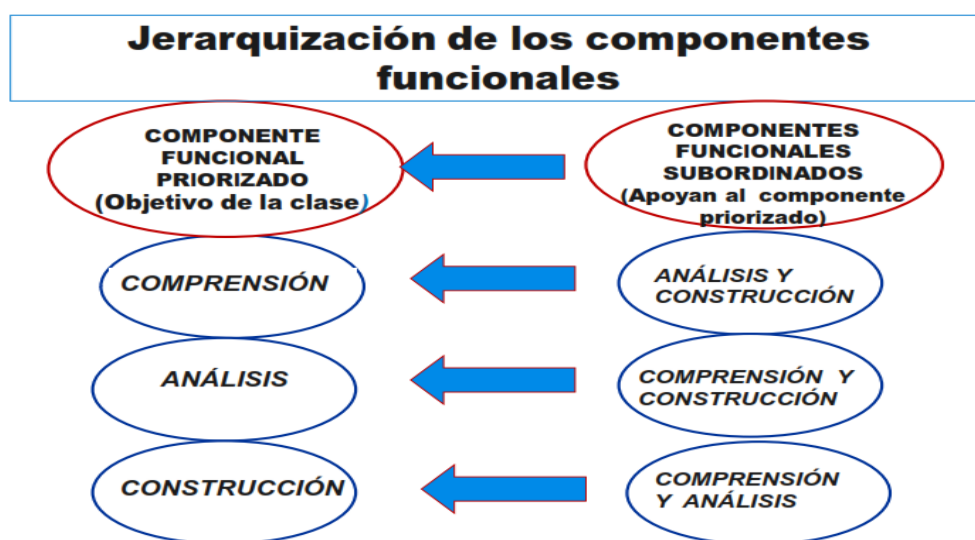 Jerarquización de los componentes
funcionales
COMPONENTE
FUNCIONAL
PRIORIZADO
(Objetivo de la clase)
COMPONENTES
FUNCIONALES
SUBORDINADOS
(Apoyan al componente
priorizado)
COMPRENSIÓN
ANÁLISIS Y
CONSTRUCCIÓN
ANÁLISIS
COMPRENSIÓN Y
CONSTRUCCIÓN
CONSTRUCCIÓN
COMPRENSIÓN
Y ANÁLISIS